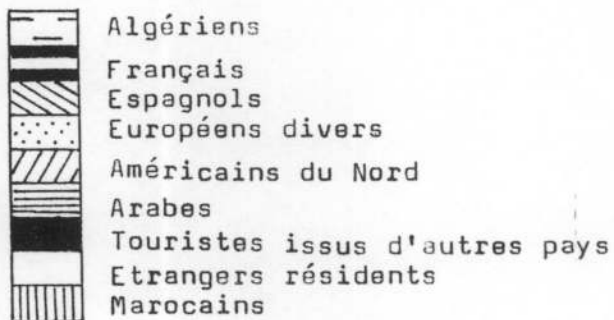 Algériens
Français
Espagnols
Européens divers
Américains du Nord
Arabes
Touristes issus d'autres pays
Etrangers résidents
Marocains